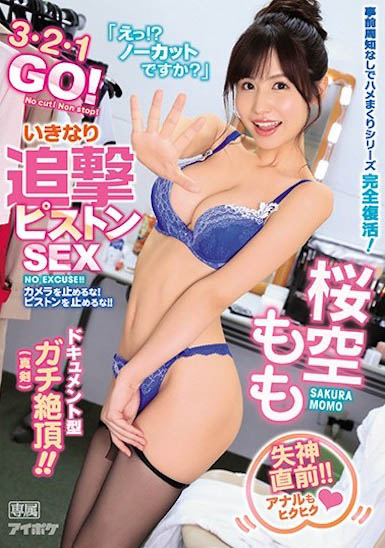 3・2・1
GO!
No cut! Non stop!
「えっ!?
ノーカット
ですか?」
いきなり
追撃
ピストン
SEX
NO EXCUSE!!
カメラを止めるな!
ピストンを止めるな!!
ドキュメント型
ガチ絶頂!!
(真剣)
事前周知なしでハメまくりシリーズ
完全復活!
桜空
もも
SAKURA
MOMO
失神
直前!!
アナルも
ヒクヒク
専属
アイポケ